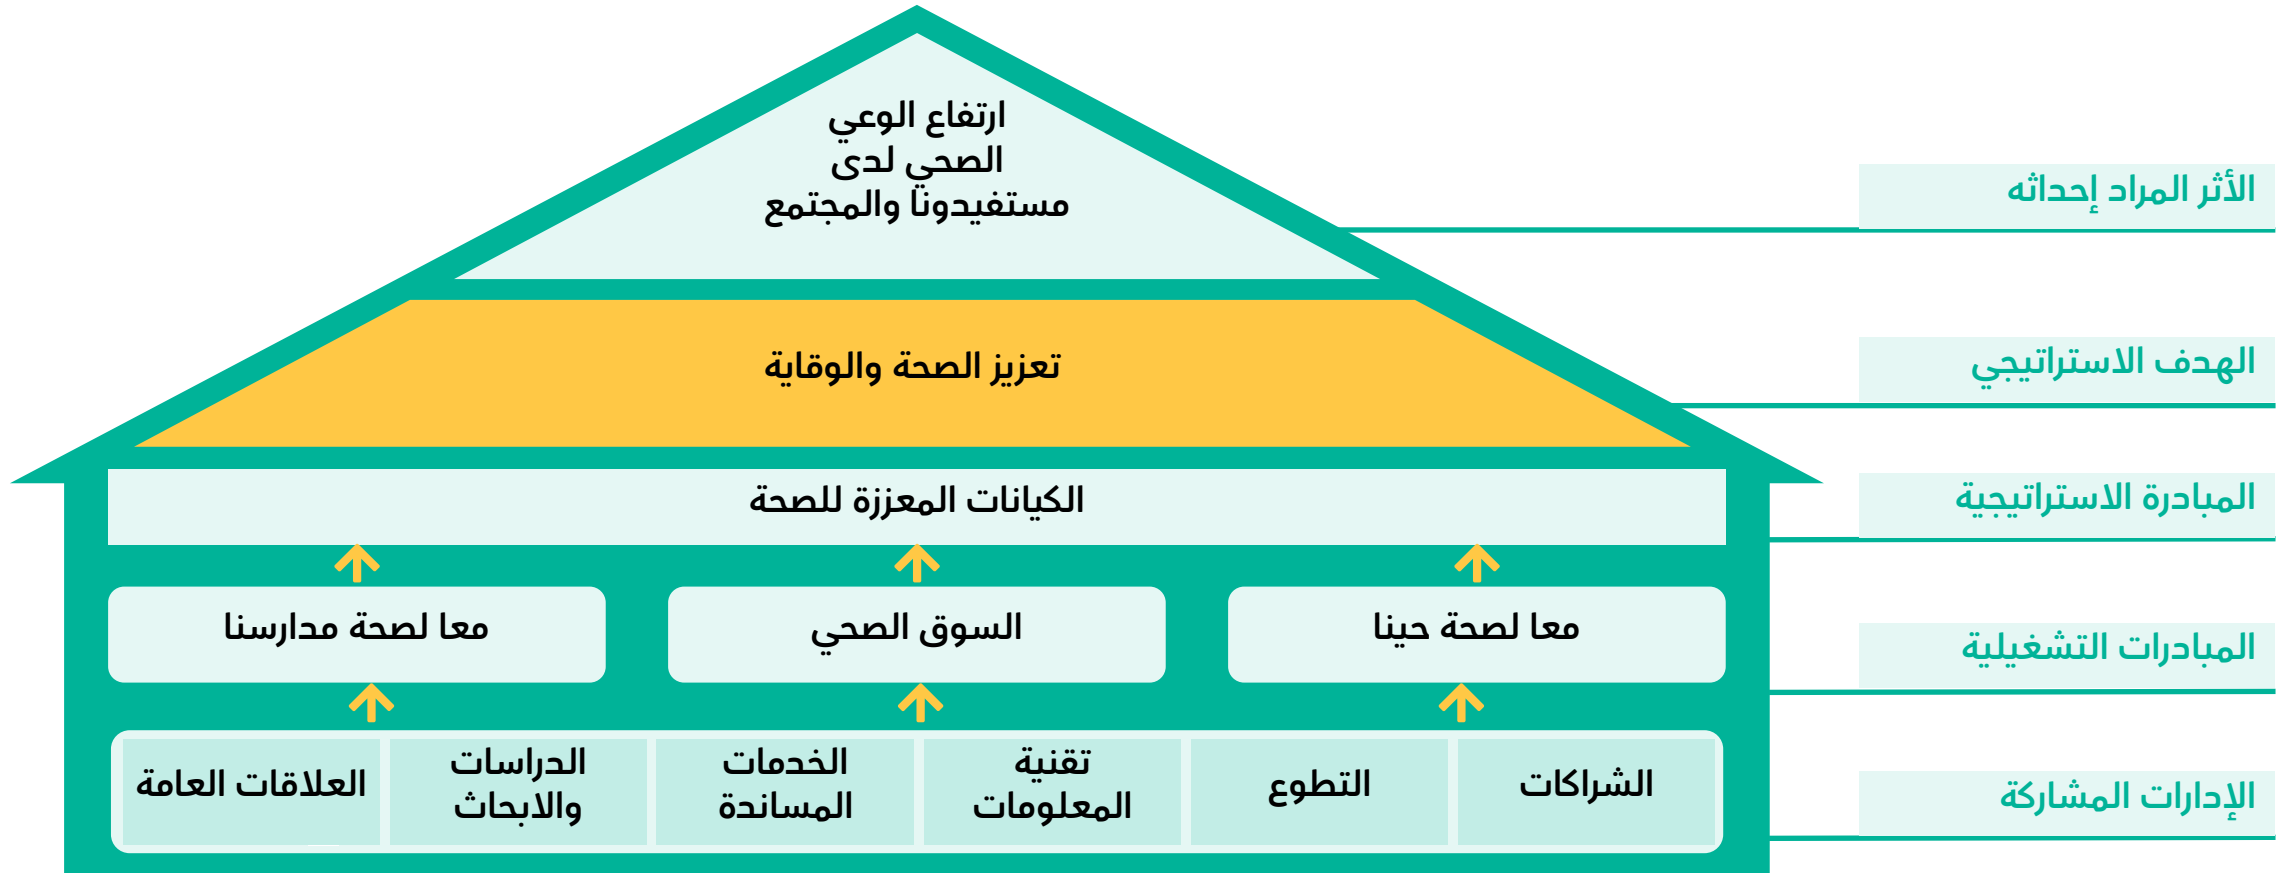 ارتفاع الوعي
الصحي لدى
مستفيدونا والمجتمع
الأثر المراد إحداثه
تعزيز الصحة والوقاية
الهدف الاستراتيجي
الكيانات المعززة للصحة
المبادرة الاستراتيجية
معا لصحة حينا
السوق الصحي
معا لصحة مدارسنا
المبادرات التشغيلية
الشراكات
التطوع
تقنية
المعلومات
الخدمات
المساندة
الدراسات
والابحاث
العلاقات العامة
الإدارات المشاركة